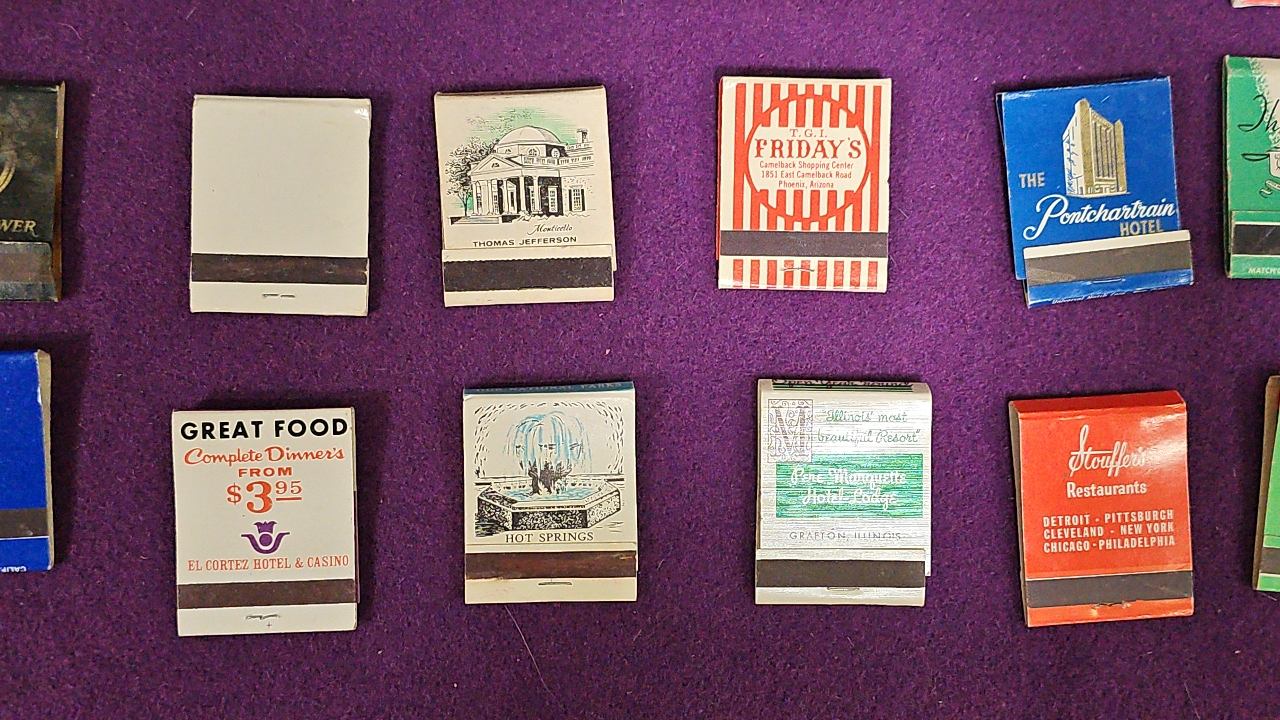 WER
Monticello
THOMAS JEFFERSON
T.G.I.
FRIDAY'S
Camelback Shopping Center
1851 East Camelback Road
Phoenix, Arizona
THE
Pontchartrain
HOTEL
MATCH
CALIF
GREAT FOOD
Complete Dinner's
FROM
$3.95
EL CORTEZ HOTEL & CASINO
HOT SPRINGS
"Illinois' most
beautiful Resort"
Pere Marquette
Hotel-Lodge
GRAFTON, ILLINOIS
Stouffer's
Restaurants
DETROIT - PITTSBURGH
CLEVELAND - NEW YORK
CHICAGO - PHILADELPHIA